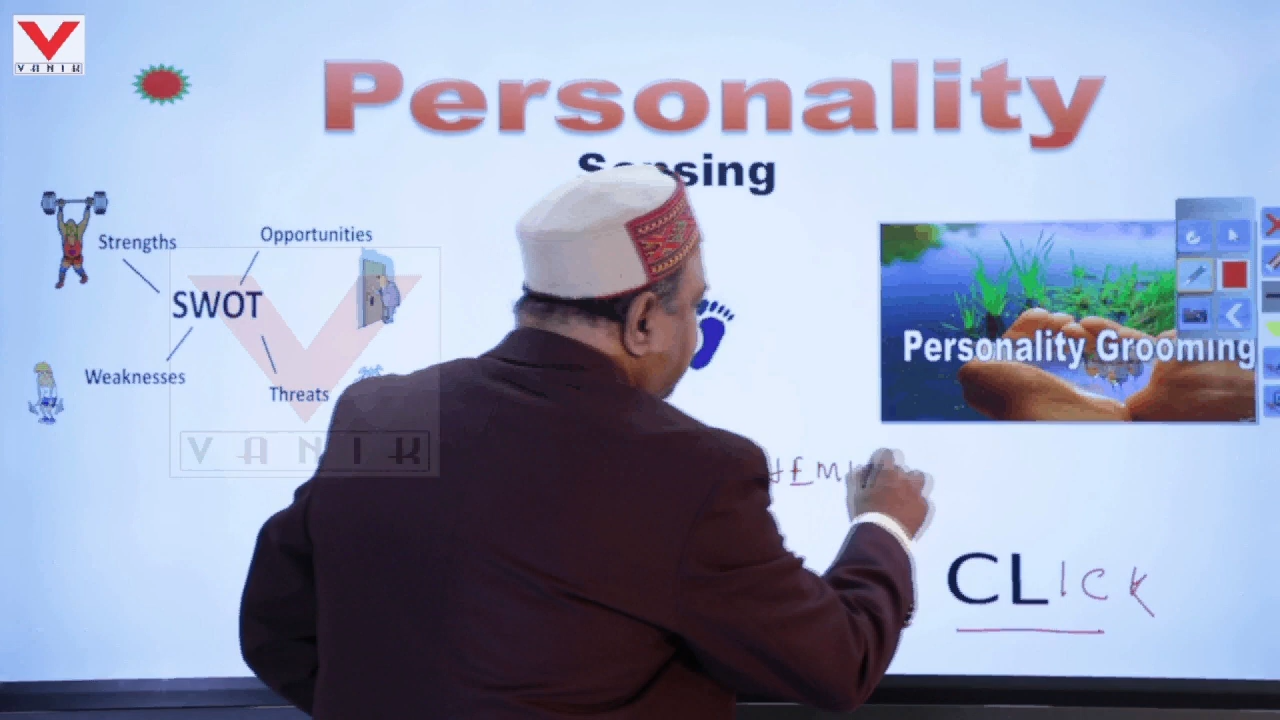 VANIK
Personality
Sensing
Strengths
Opportunities
SWOT
Weaknesses
Threats
VANIK
Personality Grooming
CLICK